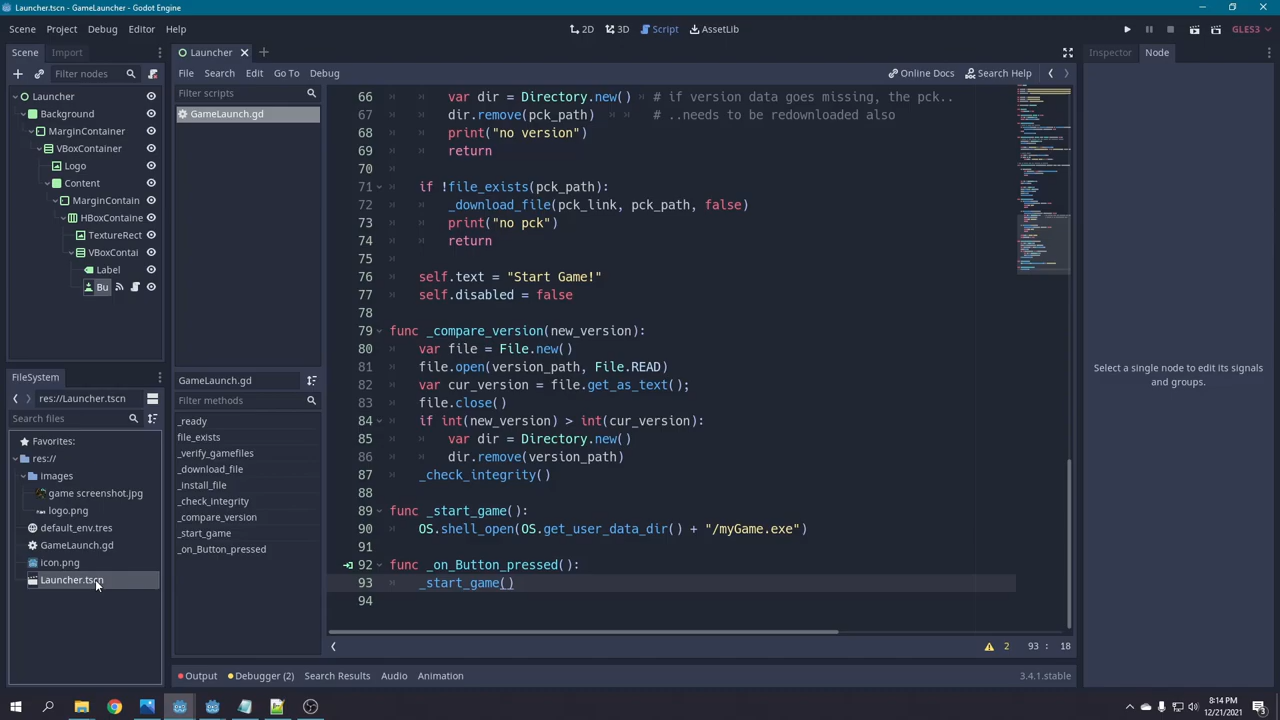 Launcher.tscn - GameLauncher - Godot Engine
Scene Project Debug Editor Help
2D 3D Script AssetLib
GLES3
Scene Import
Filter nodes
Launcher
Background
MarginContainer
VBoxContainer
Logo
Content
MarginContain
HBoxContaine
TextureRect
VBoxContai
Label
Bu
FileSystem
res://Launcher.tscn
Search files
Favorites:
res://
images
game screenshot.jpg
logo.png
default_env.tres
GameLaunch.gd
icon.png
Launcher.tscn
Launcher
File Search Edit Go To Debug
Online Docs Search Help
Filter scripts
GameLaunch.gd
GameLaunch.gd
Filter methods
_ready
file_exists
_verify_gamefiles
_download_file
_install_file
_check_integrity
_compare_version
_start_game
_on_Button_pressed
66 var dir = Directory.new() # if version .txt goes missing, the pck..
67 dir.remove(pck_path) # ..needs to be redownloaded also
68 print("no version")
69 return
70
71 if !file_exists(pck_path):
72 _download_file(pck_link, pck_path, false)
73 print("no pck")
74 return
75
76 self.text = "Start Game!"
77 self.disabled = false
78
79 func _compare_version(new_version):
80 var file = File.new()
81 file.open(version_path, File.READ)
82 var cur_version = file.get_as_text();
83 file.close()
84 if int(new_version) > int(cur_version):
85 var dir = Directory.new()
86 dir.remove(version_path)
87 _check_integrity()
88
89 func _start_game():
90 OS.shell_open(OS.get_user_data_dir() + "/myGame.exe")
91
92 func _on_Button_pressed():
93 _start_game()
94
2 93 : 18
Output Debugger (2) Search Results Audio Animation
3.4.1.stable
Inspector Node
Select a single node to edit its signals
and groups.
8:14 PM
12/21/2021
3